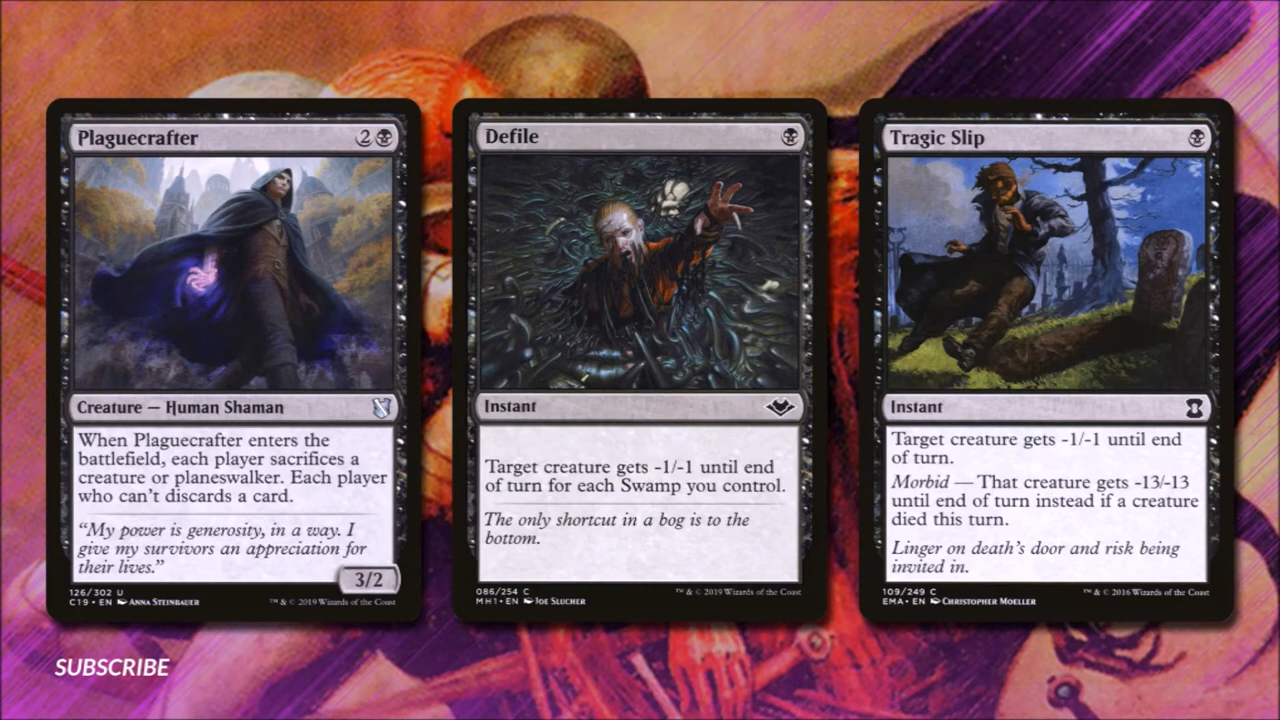 Plaguecrafter 2
Creature — Human Shaman
When Plaguecrafter enters the
battlefield, each player sacrifices a
creature or planeswalker. Each player
who can't discards a card.
“My power is generosity, in a way. I
give my survivors an appreciation for
their lives.”
3/2
126/302 U
C19 • EN Anna Steinbauer
™ & © 2019 Wizards of the Coast
Defile
Instant
Target creature gets -1/-1 until end
of turn for each Swamp you control.
The only shortcut in a bog is to the
bottom.
086/254 C
MH1 • EN Joe Slucher
™ & © 2019 Wizards of the Coast
Tragic Slip
Instant
Target creature gets -1/-1 until end
of turn.
Morbid — That creature gets -13/-13
until end of turn instead if a creature
died this turn.
Linger on death's door and risk being
invited in.
109/249 C
EMA • EN Christopher Moeller
™ & © 2016 Wizards of the Coast
SUBSCRIBE